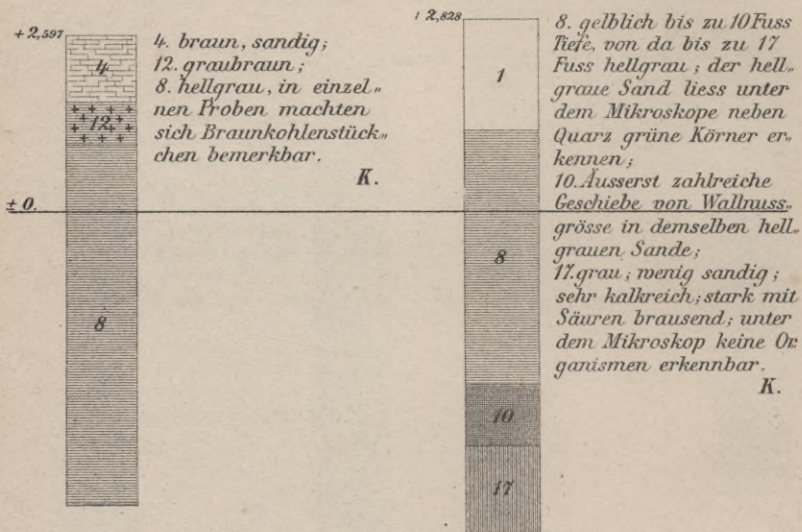 +2,597
4
12
8
4. braun, sandig;
12. graubraun;
8. hellgrau, in einzel„
nen Proben machten
sich Braunkohlenstück„
chen bemerkbar.
K.
± 0.
+2,828
1
8
10
17
8. gelblich bis zu 10 Fuss
Tiefe, von da bis zu 17
Fuss hellgrau; der hell„
graue Sand liess unter
dem Mikroskope neben
Quarz grüne Körner er„
kennen;
10. Äusserst zahlreiche
Geschiebe von Wallnuss„
grösse in demselben hell„
grauen Sande;
17. grau; wenig sandig;
sehr kalkreich; stark mit
Säuren brausend; unter
dem Mikroskop keine Or„
ganismen erkennbar.
K.